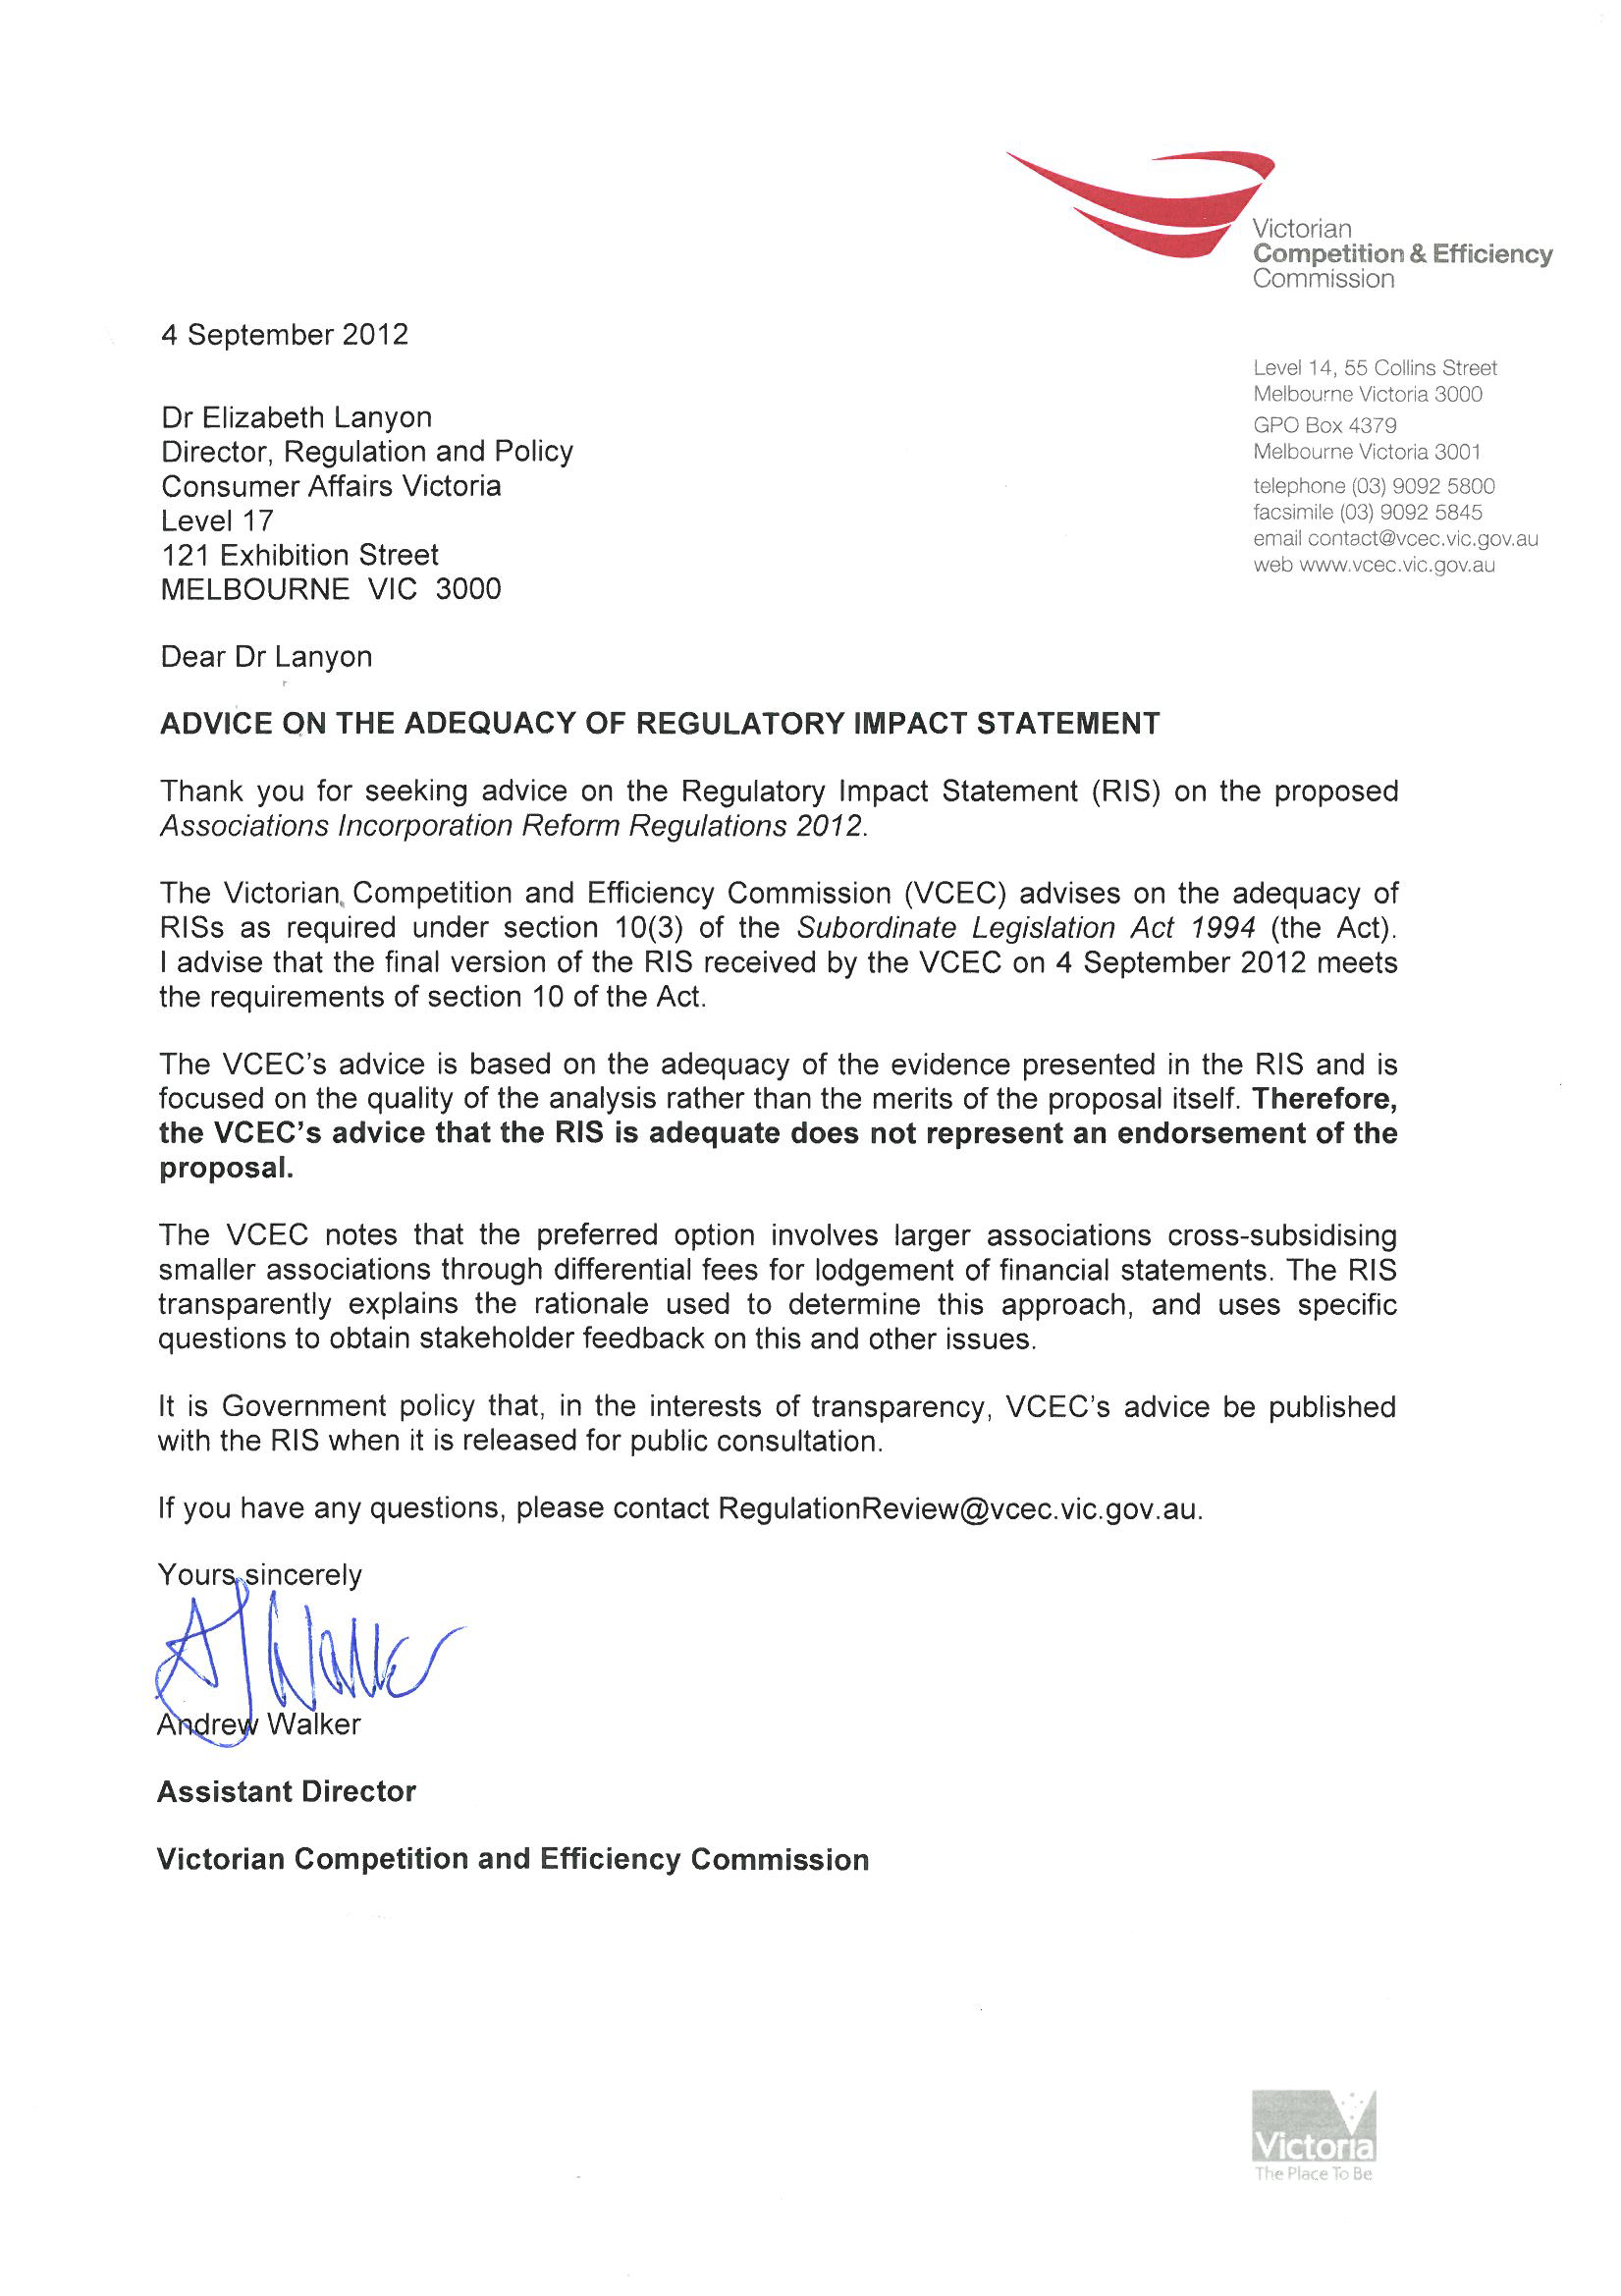 Victorian
Competition & Efficiency
Commission
4 September 2012
Level 14, 55 Collins Street
Melbourne Victoria 3000
GPO Box 4379
Melbourne Victoria 3001
telephone (03) 9092 5800
facsimile (03) 9092 5845
email contact@vcec.vic.gov.au
web www.vcec.vic.gov.au
Dr Elizabeth Lanyon
Director, Regulation and Policy
Consumer Affairs Victoria
Level 17
121 Exhibition Street
MELBOURNE VIC 3000
Dear Dr Lanyon
ADVICE ON THE ADEQUACY OF REGULATORY IMPACT STATEMENT
Thank you for seeking advice on the Regulatory Impact Statement (RIS) on the proposed
Associations Incorporation Reform Regulations 2012.
The Victorian Competition and Efficiency Commission (VCEC) advises on the adequacy of
RISs as required under section 10(3) of the Subordinate Legislation Act 1994 (the Act).
I advise that the final version of the RIS received by the VCEC on 4 September 2012 meets
the requirements of section 10 of the Act.
The VCEC's advice is based on the adequacy of the evidence presented in the RIS and is
focused on the quality of the analysis rather than the merits of the proposal itself. Therefore,
the VCEC's advice that the RIS is adequate does not represent an endorsement of the
proposal.
The VCEC notes that the preferred option involves larger associations cross-subsidising
smaller associations through differential fees for lodgement of financial statements. The RIS
transparently explains the rationale used to determine this approach, and uses specific
questions to obtain stakeholder feedback on this and other issues.
It is Government policy that, in the interests of transparency, VCEC's advice be published
with the RIS when it is released for public consultation.
If you have any questions, please contact RegulationReview@vcec.vic.gov.au.
Yours sincerely
AJ Walker
Andrew Walker
Assistant Director
Victorian Competition and Efficiency Commission
Victoria
The Place To Be